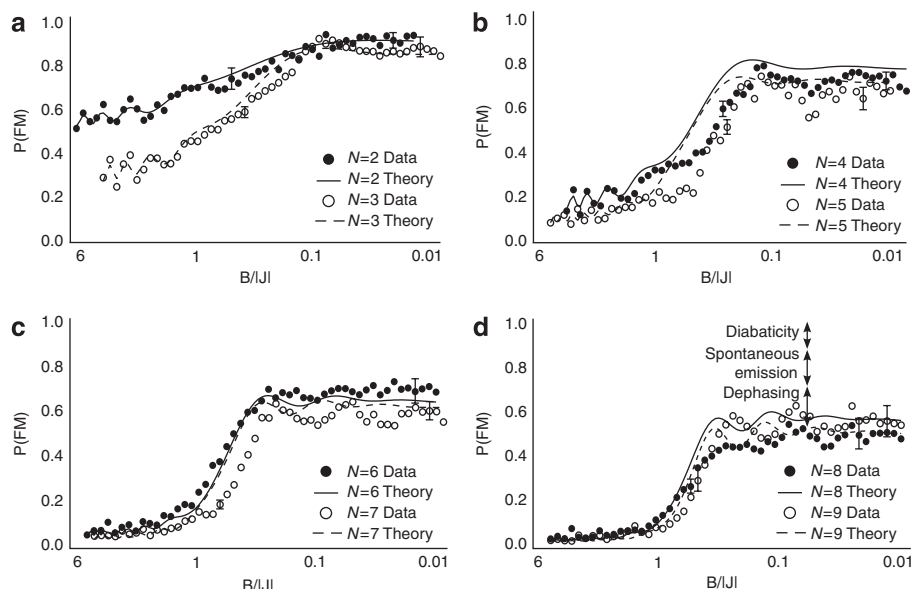 a
1.0
0.8
0.6
0.4
0.2
0.0
P(FM)
N=2 Data
N=2 Theory
N=3 Data
N=3 Theory
6
1
0.1
0.01
B/|J|
b
1.0
0.8
0.6
0.4
0.2
0.0
P(FM)
N=4 Data
N=4 Theory
N=5 Data
N=5 Theory
6
1
0.1
0.01
B/|J|
c
1.0
0.8
0.6
0.4
0.2
0.0
P(FM)
N=6 Data
N=6 Theory
N=7 Data
N=7 Theory
6
1
0.1
0.01
B/|J|
d
1.0
0.8
0.6
0.4
0.2
0.0
P(FM)
Diabaticity
Spontaneous
emission
Dephasing
N=8 Data
N=8 Theory
N=9 Data
N=9 Theory
6
1
0.1
0.01
B/|J|